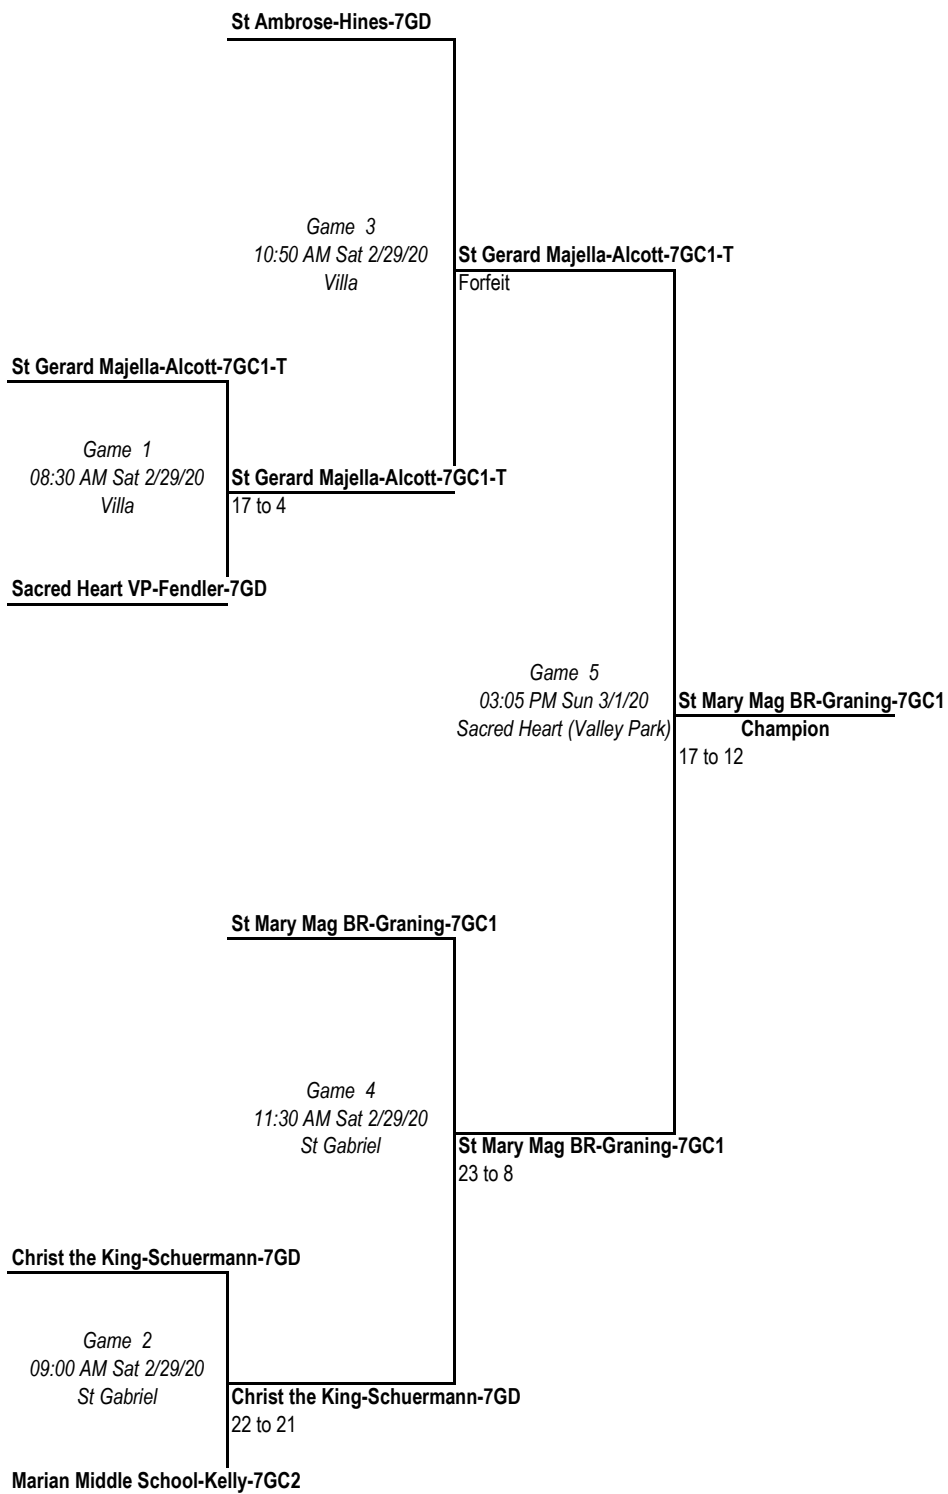 St Ambrose-Hines-7GD
Game 3
10:50 AM Sat 2/29/20
Villa
St Gerard Majella-Alcott-7GC1-T
Forfeit
St Gerard Majella-Alcott-7GC1-T
Game 1
08:30 AM Sat 2/29/20
Villa
St Gerard Majella-Alcott-7GC1-T
17 to 4
Sacred Heart VP-Fendler-7GD
Game 5
03:05 PM Sun 3/1/20
Sacred Heart (Valley Park)
St Mary Mag BR-Graning-7GC1
Champion
17 to 12
St Mary Mag BR-Graning-7GC1
Game 4
11:30 AM Sat 2/29/20
St Gabriel
St Mary Mag BR-Graning-7GC1
23 to 8
Christ the King-Schuermann-7GD
Game 2
09:00 AM Sat 2/29/20
St Gabriel
Christ the King-Schuermann-7GD
22 to 21
Marian Middle School-Kelly-7GC2